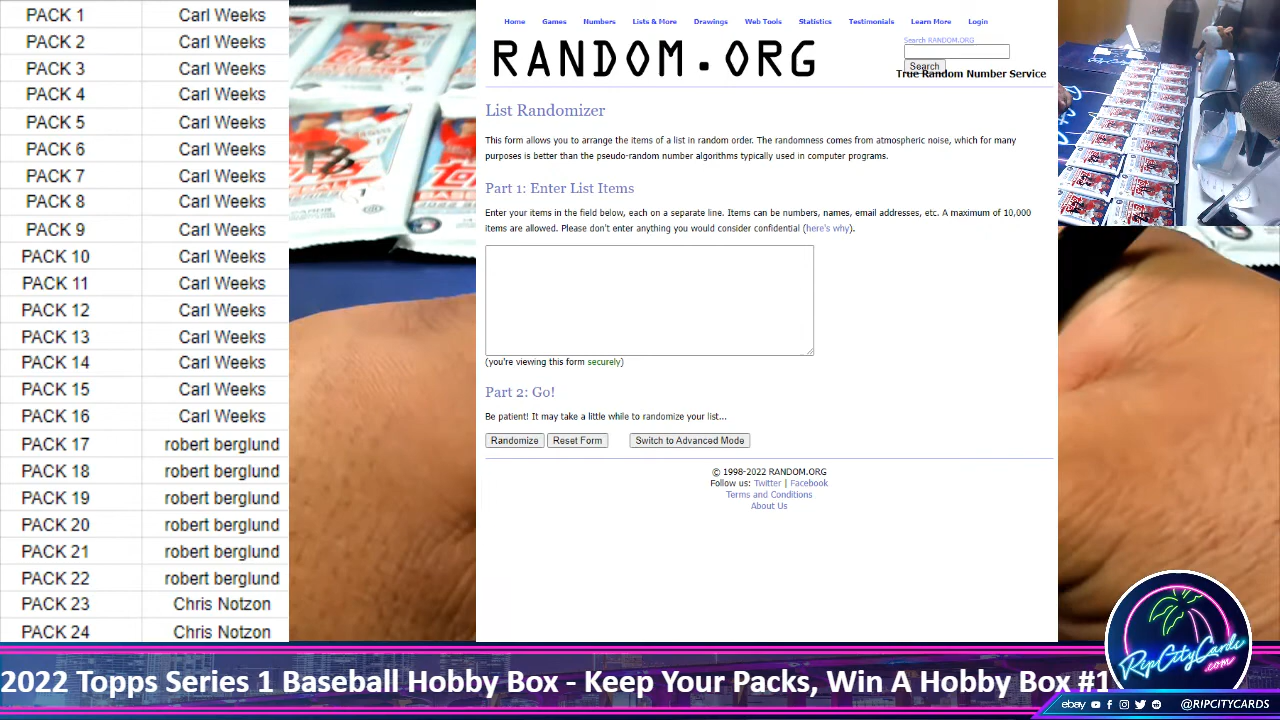 PACK 1 Carl Weeks
PACK 2 Carl Weeks
PACK 3 Carl Weeks
PACK 4 Carl Weeks
PACK 5 Carl Weeks
PACK 6 Carl Weeks
PACK 7 Carl Weeks
PACK 8 Carl Weeks
PACK 9 Carl Weeks
PACK 10 Carl Weeks
PACK 11 Carl Weeks
PACK 12 Carl Weeks
PACK 13 Carl Weeks
PACK 14 Carl Weeks
PACK 15 Carl Weeks
PACK 16 Carl Weeks
PACK 17 robert berglund
PACK 18 robert berglund
PACK 19 robert berglund
PACK 20 robert berglund
PACK 21 robert berglund
PACK 22 robert berglund
PACK 23 Chris Notzon
PACK 24 Chris Notzon
Home Games Numbers Lists & More Drawings Web Tools Statistics Testimonials Learn More Login
RANDOM.ORG
Search RANDOM.ORG
Search
True Random Number Service
List Randomizer
This form allows you to arrange the items of a list in random order. The randomness comes from atmospheric noise, which for many
purposes is better than the pseudo-random number algorithms typically used in computer programs.
Part 1: Enter List Items
Enter your items in the field below, each on a separate line. Items can be numbers, names, email addresses, etc. A maximum of 10,000
items are allowed. Please don't enter anything you would consider confidential (here's why).
(you're viewing this form securely)
Part 2: Go!
Be patient! It may take a little while to randomize your list...
Randomize Reset Form Switch to Advanced Mode
© 1998-2022 RANDOM.ORG
Follow us: Twitter | Facebook
Terms and Conditions
About Us
2022 Topps Series 1 Baseball Hobby Box - Keep Your Packs, Win A Hobby Box #1
RipCityCards
.com
ebay @RIPCITYCARDS